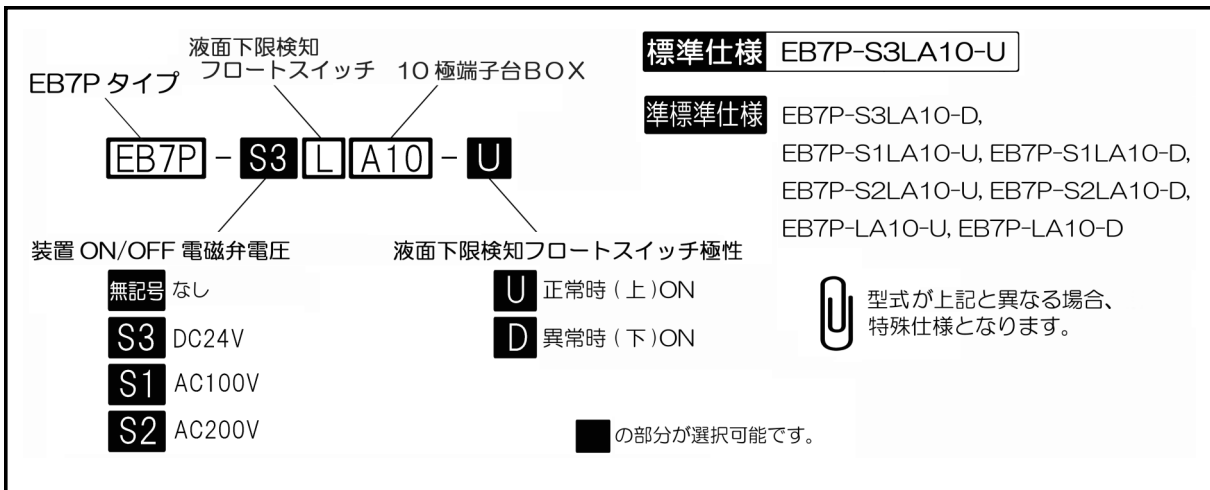 液面下限検知
フロートスイッチ 10極端子台BOX
EB7Pタイプ
EB7P - S3 L A10 - U
装置 ON/OFF 電磁弁電圧
無記号 なし
S3 DC24V
S1 AC100V
S2 AC200V
液面下限検知フロートスイッチ極性
U 正常時(上)ON
D 異常時(下)ON
の部分が選択可能です。
標準仕様 EB7P-S3LA10-U
準標準仕様 EB7P-S3LA10-D,
EB7P-S1LA10-U, EB7P-S1LA10-D,
EB7P-S2LA10-U, EB7P-S2LA10-D,
EB7P-LA10-U, EB7P-LA10-D
型式が上記と異なる場合、
特殊仕様となります。